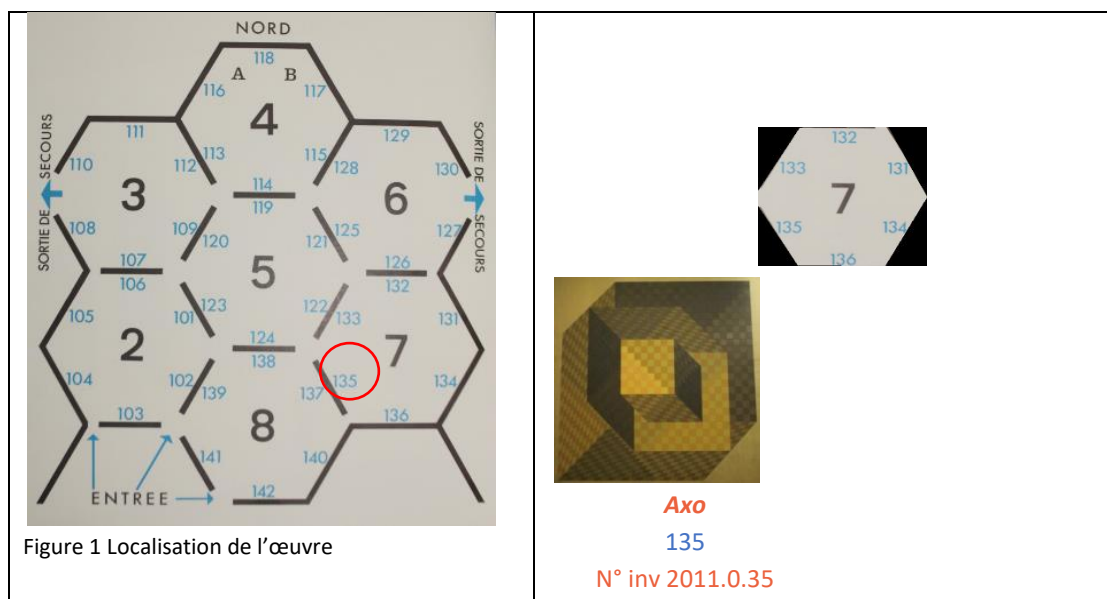 NORD
118
A B
116 117
4
111 129
SECOURS
SORTIE DE
110 112 113 115 128 130
114
3 6
119
SORTIE DE
SECOURS
108 109 120 121 125 127
107 5 126
106 132
105 101 123 122 133 131
124
2 7
138
104 102 139 137 135 134
103 8 136
141 140
ENTREE
142
Figure 1 Localisation de l’œuvre
132
133 131
7
135 134
136
Axo
135
N° inv 2011.0.35